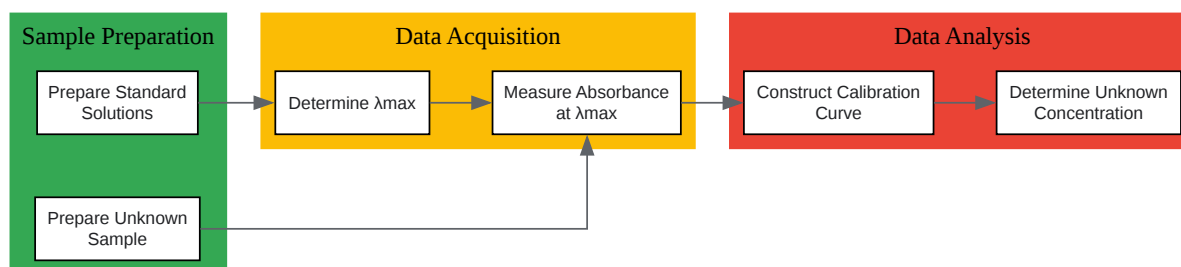 Sample Preparation
Prepare Standard
Solutions
Prepare Unknown
Sample
Data Acquisition
Determine λmax
Measure Absorbance
at λmax
Data Analysis
Construct Calibration
Curve
Determine Unknown
Concentration